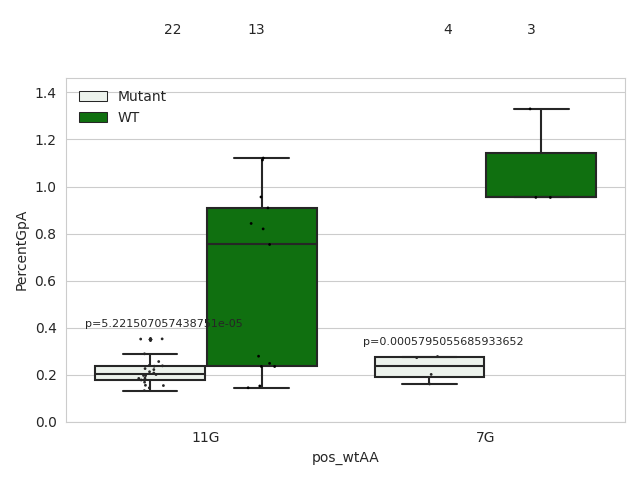 22 13 4 3
1.4
Mutant
WT
1.2
1.0
0.8
0.6
0.4
0.2
0.0
PercentGpA
p=5.221507057438751e-05
p=0.0005795055685933652
11G 7G
pos_wtAA